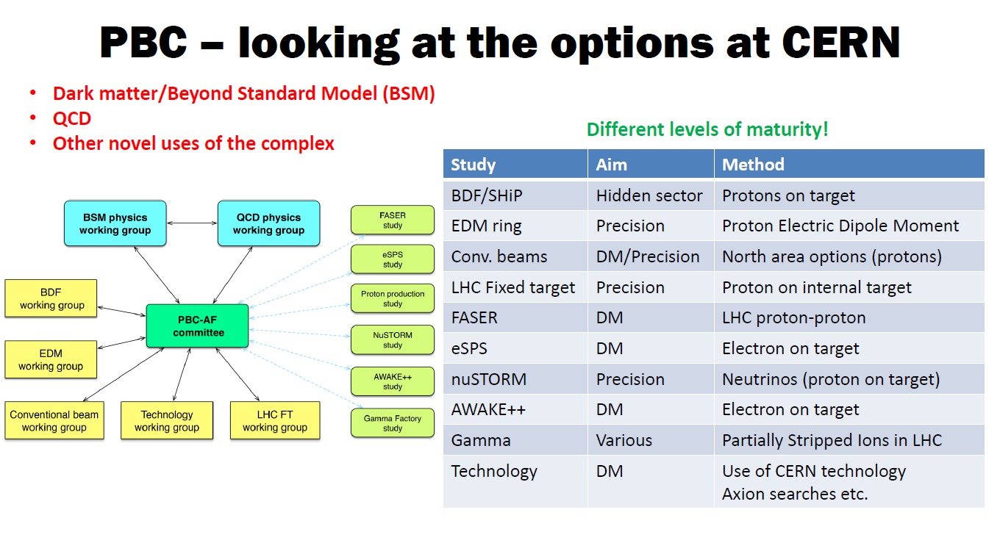 PBC – looking at the options at CERN
• Dark matter/Beyond Standard Model (BSM)
• QCD
• Other novel uses of the complex
BSM physics
working group
QCD physics
working group
BDF
working group
EDM
working group
PBC-AF
committee
Conventional beam
working group
Technology
working group
LHC FT
working group
FASER
study
eSPS
study
Proton production
study
NuSTORM
study
AWAKE++
study
Gamma Factory
study
Different levels of maturity!
Study Aim Method
BDF/SHiP Hidden sector Protons on target
EDM ring Precision Proton Electric Dipole Moment
Conv. beams DM/Precision North area options (protons)
LHC Fixed target Precision Proton on internal target
FASER DM LHC proton-proton
eSPS DM Electron on target
nuSTORM Precision Neutrinos (proton on target)
AWAKE++ DM Electron on target
Gamma Various Partially Stripped Ions in LHC
Technology DM Use of CERN technology
Axion searches etc.